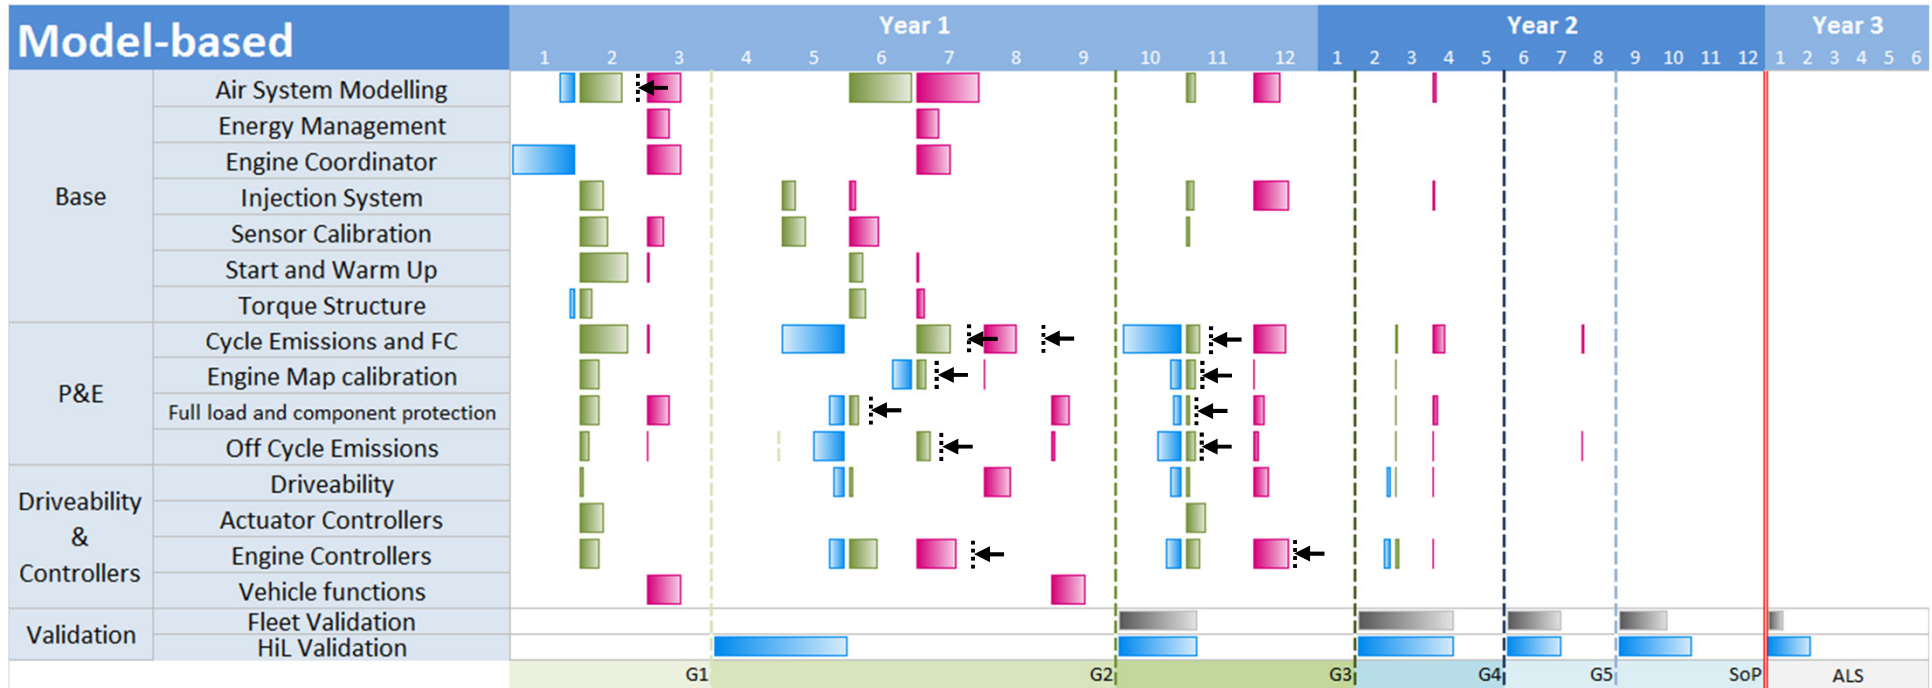 Model-based
Year 1
Year 2
Year 3
1 2 3 4 5 6 7 8 9 10 11 12 1 2 3 4 5 6 7 8 9 10 11 12 1 2 3 4 5 6
Base
Air System Modelling
Energy Management
Engine Coordinator
Injection System
Sensor Calibration
Start and Warm Up
Torque Structure
P&E
Cycle Emissions and FC
Engine Map calibration
Full load and component protection
Off Cycle Emissions
Driveability
&
Controllers
Driveability
Actuator Controllers
Engine Controllers
Vehicle functions
Validation
Fleet Validation
HiL Validation
G1 G2 G3 G4 G5 SoP ALS